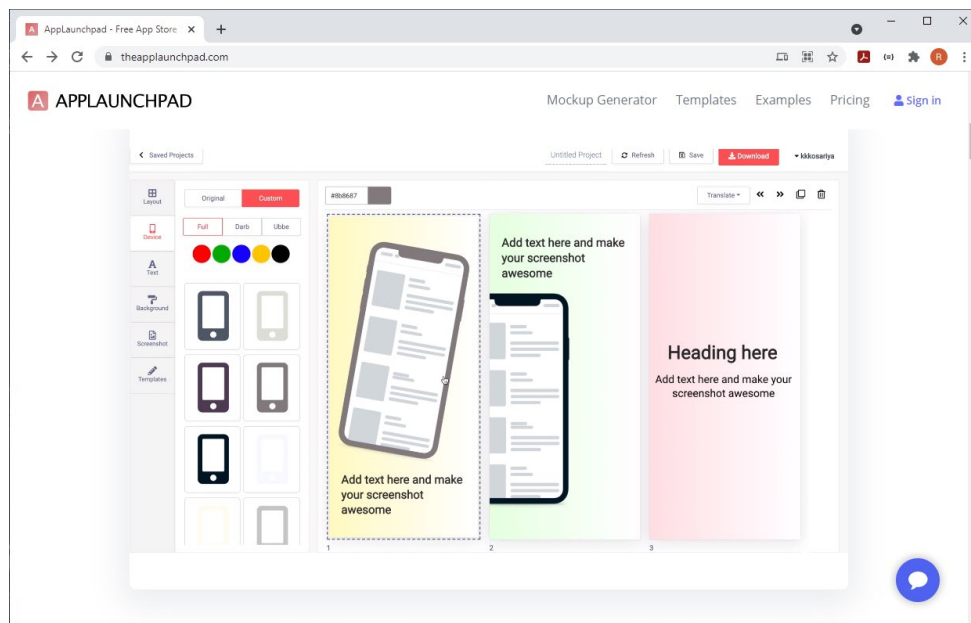 AppLaunchpad - Free App Store
theapplaunchpad.com
R
A APPLAUNCHPAD
Mockup Generator Templates Examples Pricing Sign in
Saved Projects
Untitled Project Refresh Save Download kkkosariya
Layout
Device
Text
Background
Screenshot
Templates
Original Custom
Full Darb Ubbe
#8b8687
Translate
Add text here and make
your screenshot
awesome
1
Add text here and make
your screenshot
awesome
2
Heading here
Add text here and make your
screenshot awesome
3